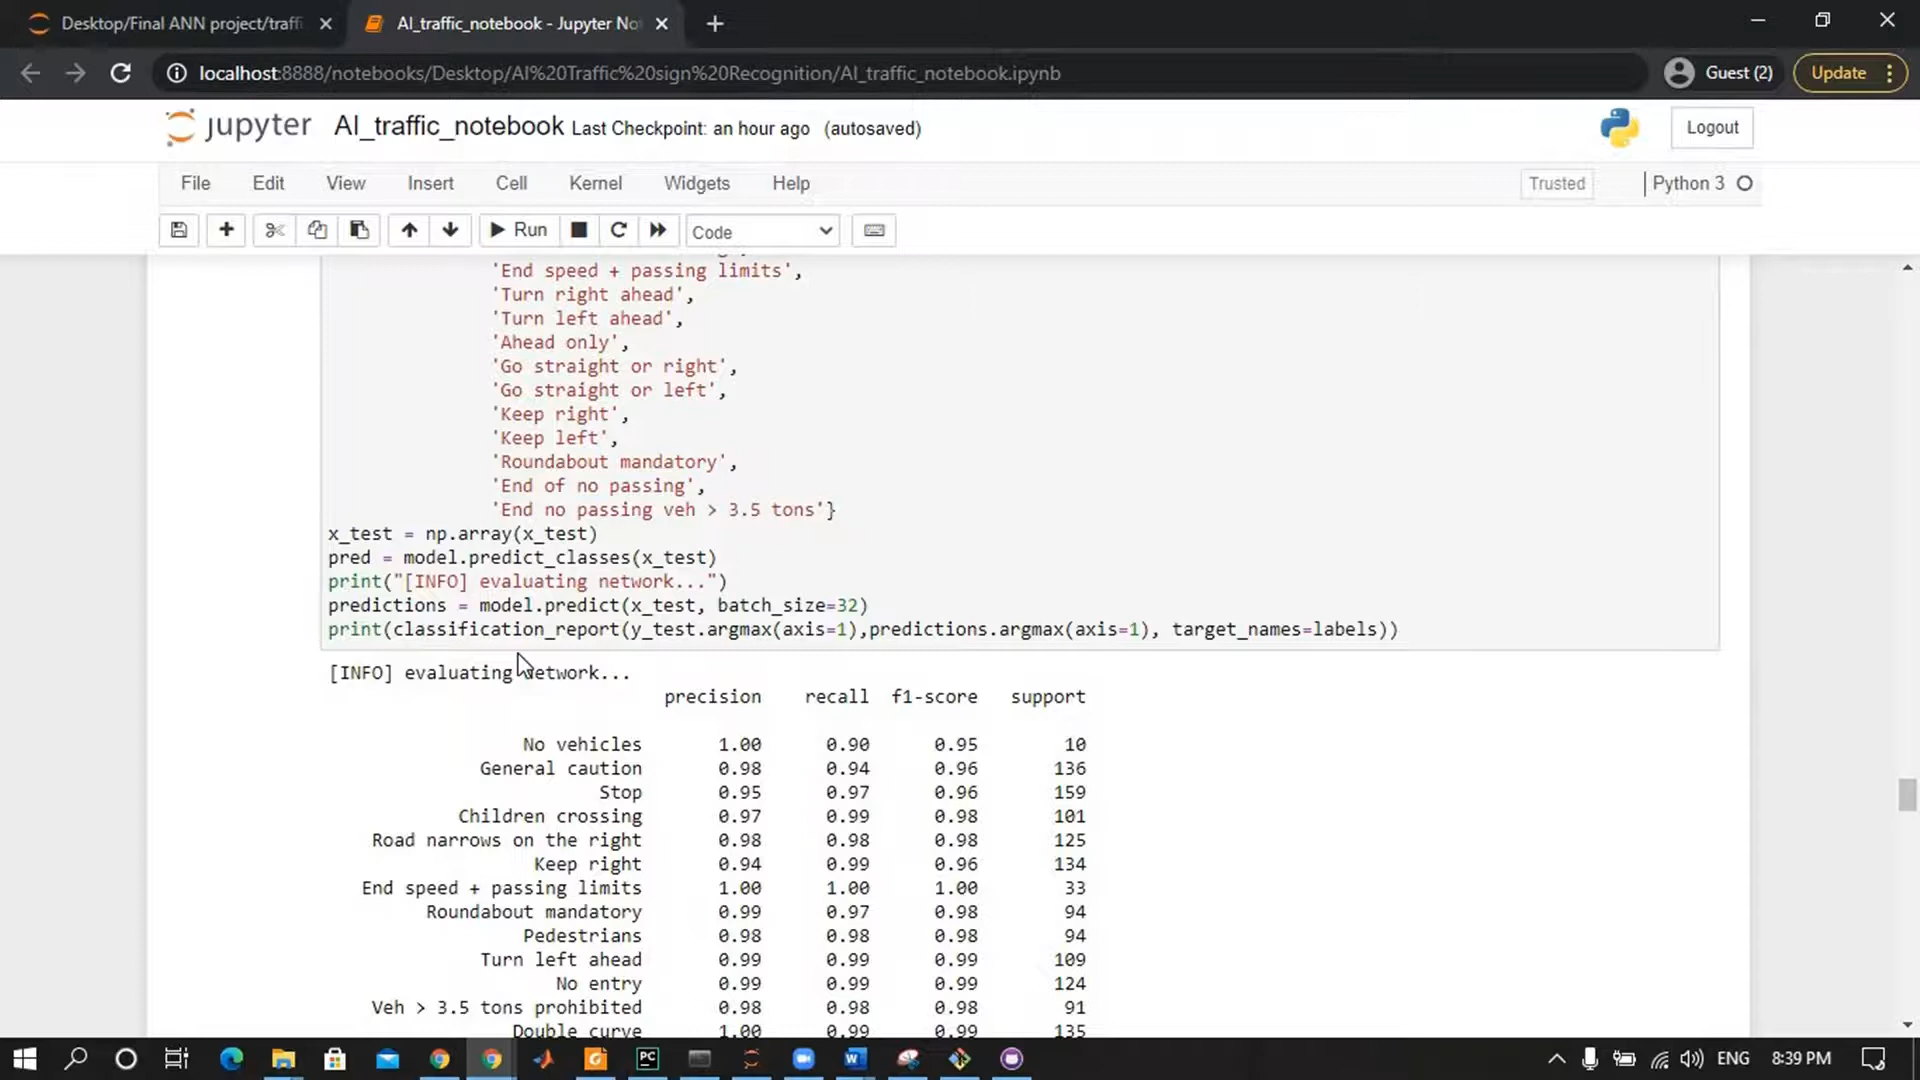 Desktop/Final ANN project/traffi
AI_traffic_notebook - Jupyter No
localhost:8888/notebooks/Desktop/AI%20Traffic%20sign%20Recognition/AI_traffic_notebook.ipynb
Guest (2)
Update
jupyter AI_traffic_notebook Last Checkpoint: an hour ago (autosaved)
Logout
File Edit View Insert Cell Kernel Widgets Help
Trusted
Python 3
Run
Code
'End speed + passing limits',
'Turn right ahead',
'Turn left ahead',
'Ahead only',
'Go straight or right',
'Go straight or left',
'Keep right',
'Keep left',
'Roundabout mandatory',
'End of no passing',
'End no passing veh > 3.5 tons'}
x_test = np.array(x_test)
pred = model.predict_classes(x_test)
print("[INFO] evaluating network...")
predictions = model.predict(x_test, batch_size=32)
print(classification_report(y_test.argmax(axis=1),predictions.argmax(axis=1), target_names=labels))
[INFO] evaluating network...
precision recall f1-score support
No vehicles 1.00 0.90 0.95 10
General caution 0.98 0.94 0.96 136
Stop 0.95 0.97 0.96 159
Children crossing 0.97 0.99 0.98 101
Road narrows on the right 0.98 0.98 0.98 125
Keep right 0.94 0.99 0.96 134
End speed + passing limits 1.00 1.00 1.00 33
Roundabout mandatory 0.99 0.97 0.98 94
Pedestrians 0.98 0.98 0.98 94
Turn left ahead 0.99 0.99 0.99 109
No entry 0.99 0.99 0.99 124
Veh > 3.5 tons prohibited 0.98 0.98 0.98 91
Double curve 1.00 0.99 0.99 135
PC
W
ENG
8:39 PM